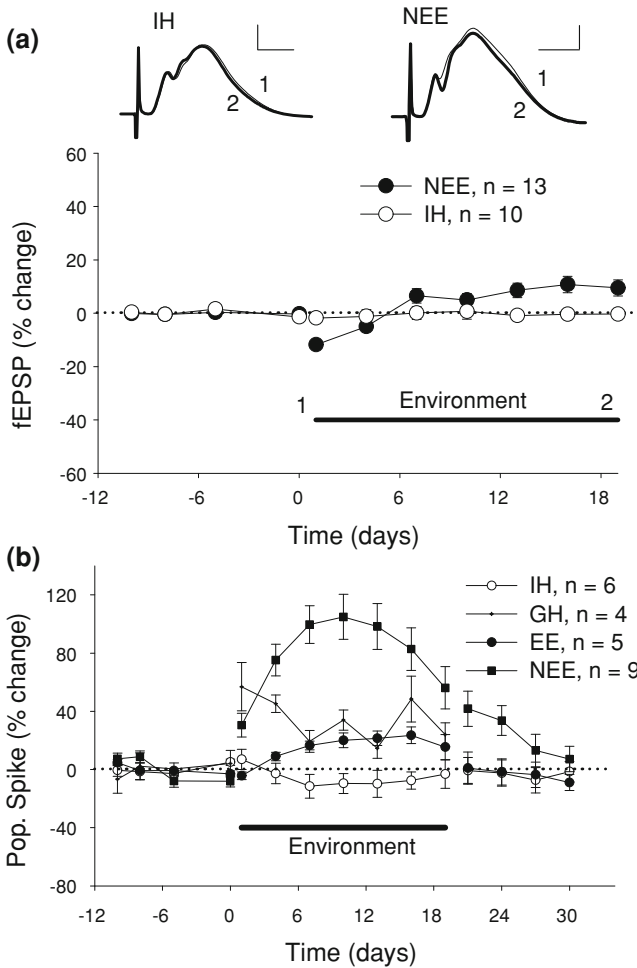 (a)
IH
NEE
1
2
1
2
60
40
20
0
-20
-40
-60
fEPSP (% change)
NEE, n = 13
IH, n = 10
1
Environment
2
-12
-6
0
6
12
18
Time (days)
(b)
120
80
40
0
-40
-80
Pop. Spike (% change)
IH, n = 6
GH, n = 4
EE, n = 5
NEE, n = 9
Environment
-12
-6
0
6
12
18
24
30
Time (days)